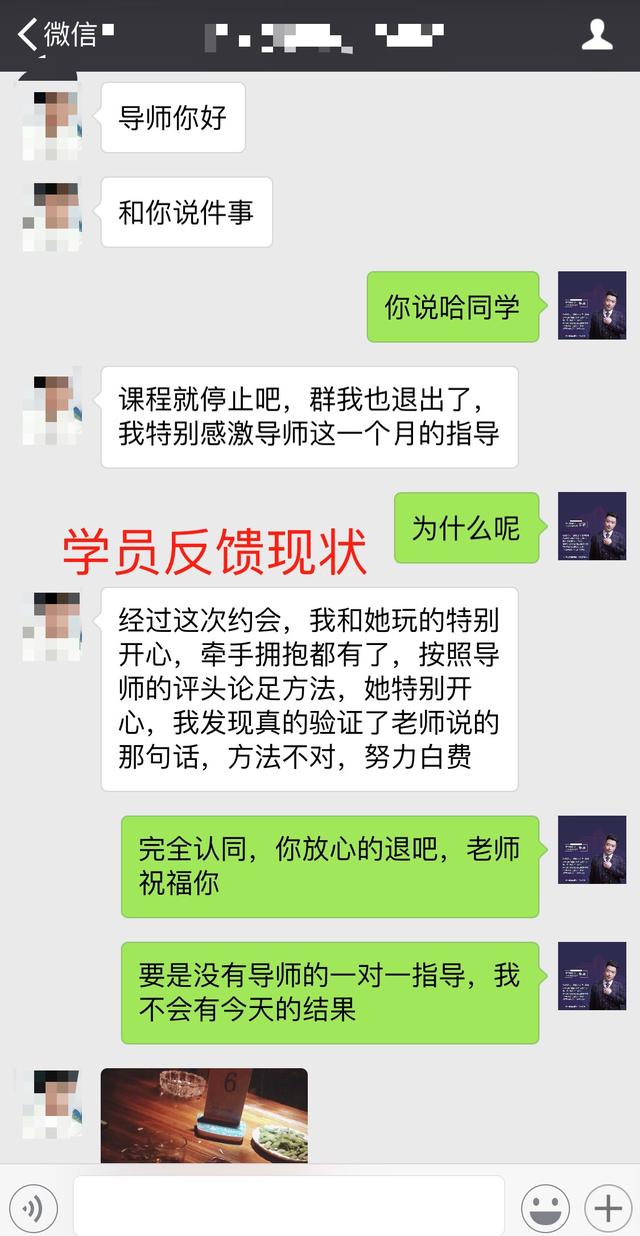 微信
导师你好
和你说件事
你说哈同学
课程就停止吧，群我也退出了，
我特别感激导师这一个月的指导
为什么呢
学员反馈现状
经过这次约会，我和她玩的特别
开心，牵手拥抱都有了，按照导
师的评头论足方法，她特别开
心，我发现真的验证了老师说的
那句话，方法不对，努力白费
完全认同，你放心的退吧，老师
祝福你
要是没有导师的一对一指导，我
不会有今天的结果
6